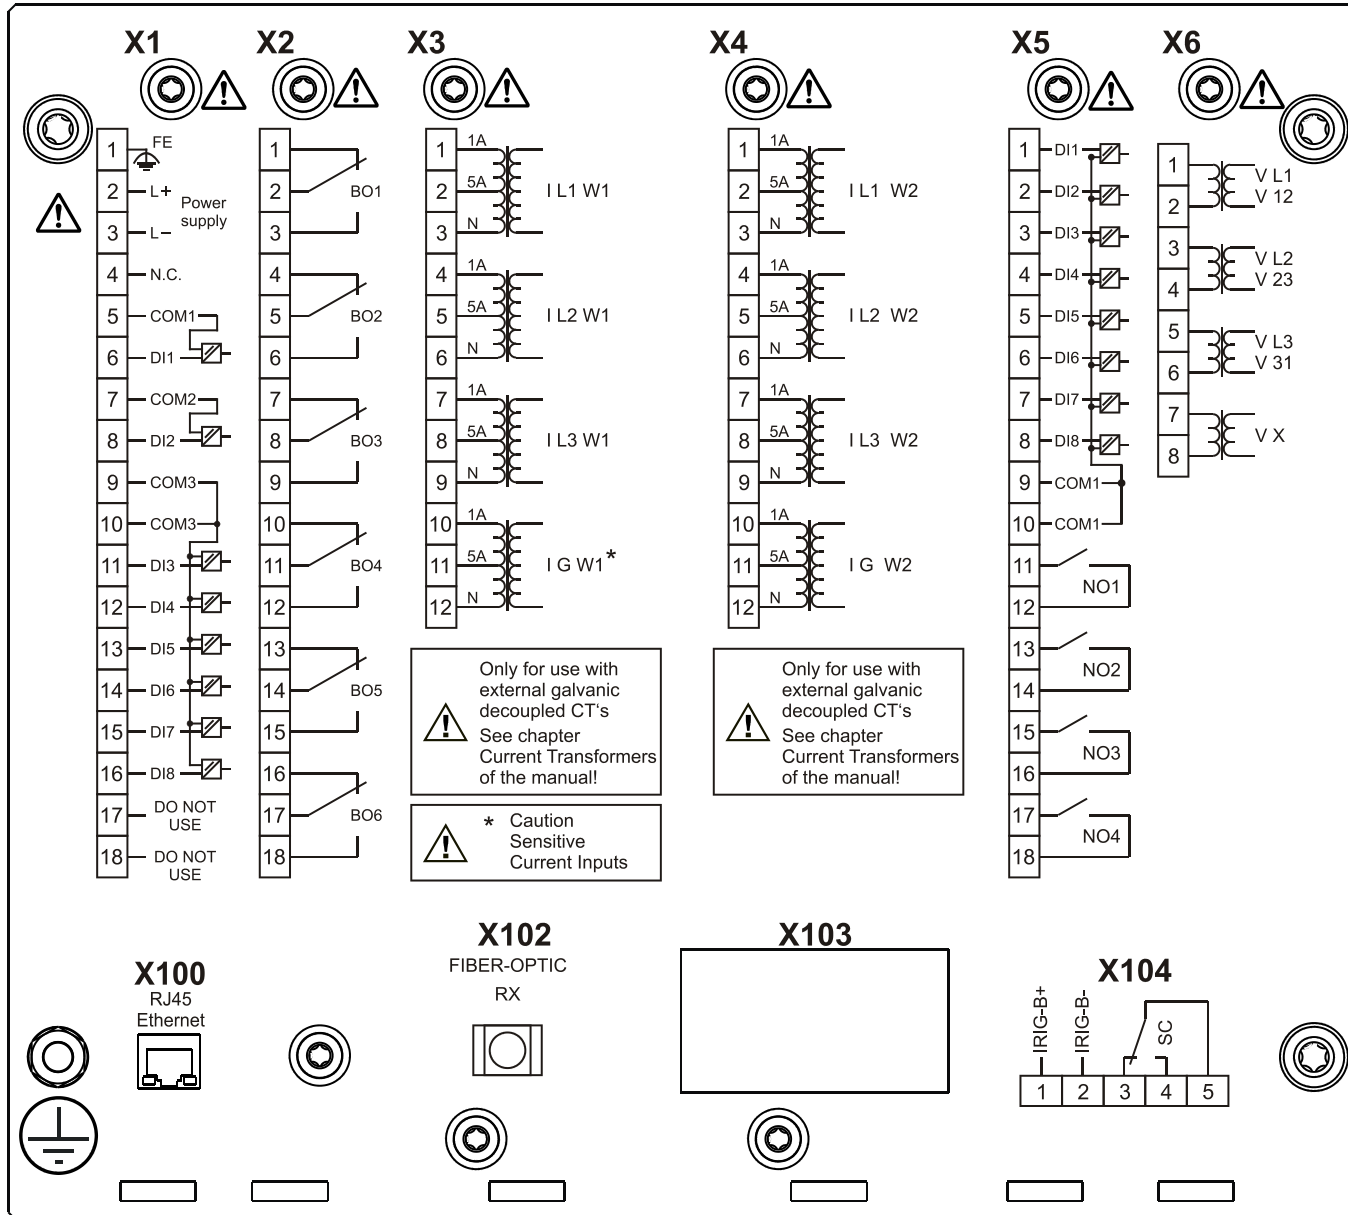 X1
X2
X3
X4
X5
X6
1
FE
2
L+
Power
supply
3
L–
4
N.C.
5
COM1
6
DI1
7
COM2
8
DI2
9
COM3
10
COM3
11
DI3
12
DI4
13
DI5
14
DI6
15
DI7
16
DI8
17
DO NOT
USE
18
DO NOT
USE
1
2
BO1
3
4
5
BO2
6
7
8
BO3
9
10
11
BO4
12
13
14
BO5
15
16
17
BO6
18
1
1A
2
5A
I L1 W1
3
N
4
1A
5
5A
I L2 W1
6
N
7
1A
8
5A
I L3 W1
9
N
10
1A
11
5A
I G W1*
12
N
Only for use with
external galvanic
decoupled CT‘s
See chapter
Current Transformers
of the manual!
* Caution
Sensitive
Current Inputs
1
1A
2
5A
I L1 W2
3
N
4
1A
5
5A
I L2 W2
6
N
7
1A
8
5A
I L3 W2
9
N
10
1A
11
5A
I G W2
12
N
Only for use with
external galvanic
decoupled CT‘s
See chapter
Current Transformers
of the manual!
1
DI1
2
DI2
3
DI3
4
DI4
5
DI5
6
DI6
7
DI7
8
DI8
9
COM1
10
COM1
11
NO1
12
13
NO2
14
15
NO3
16
17
NO4
18
1
V L1
V 12
2
3
V L2
V 23
4
5
V L3
V 31
6
7
V X
8
X100
RJ45
Ethernet
X102
FIBER-OPTIC
RX
X103
X104
IRIG-B+
IRIG-B-
SC
1 2 3 4 5